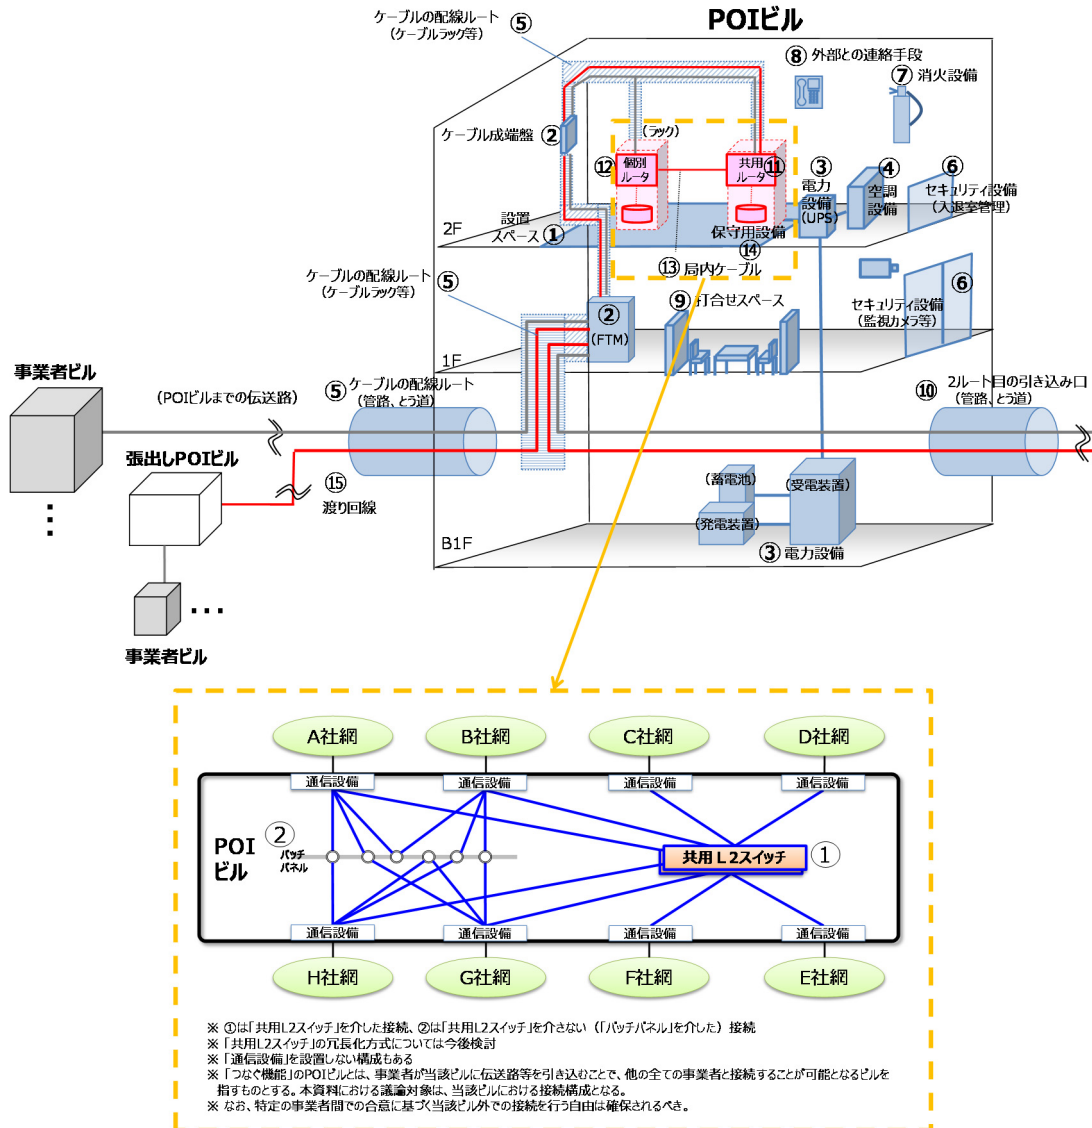 POIビル
ケーブルの配線ルート ⑤
(ケーブルラック等)
⑧ 外部との連絡手段
⑦ 消火設備
ケーブル成端盤 ②
(ラック)
⑫ 個別
ルータ
共用 ⑪
ルータ
③
電力
設備
(UPS)
④
空調
設備
⑥
セキュリティ設備
(入退室管理)
設置
スペース ①
2F
保守用設備
⑭
⑬ 局内ケーブル
ケーブルの配線ルート ⑤
(ケーブルラック等)
②
(FTM)
⑨ 打合せスペース
⑥
セキュリティ設備
(監視カメラ等)
1F
事業者ビル
(POIビルまでの伝送路)
⑤ ケーブルの配線ルート
(管路、とう道)
⑩ 2ルート目の引き込み口
(管路、とう道)
張出しPOIビル
⑮
渡り回線
(蓄電池)
(受電装置)
(発電装置)
③ 電力設備
B1F
事業者ビル
A社網
B社網
C社網
D社網
通信設備
通信設備
通信設備
通信設備
POI
ビル
②
パッチ
パネル
共用L2スイッチ ①
通信設備
通信設備
通信設備
通信設備
H社網
G社網
F社網
E社網
※ ①は「共用L2スイッチ」を介した接続、②は「共用L2スイッチ」を介さない(「パッチパネル」を介した)接続
※「共用L2スイッチ」の冗長化方式については今後検討
※「通信設備」を設置しない構成もある
※「つなぐ機能」のPOIビルとは、事業者が当該ビルに伝送路等を引き込むことで、他の全ての事業者と接続することが可能となるビルを
指すものとする。本資料における議論対象は、当該ビルにおける接続構成となる。
※ なお、特定の事業者間での合意に基づく当該ビル外での接続を行う自由は確保されるべき。